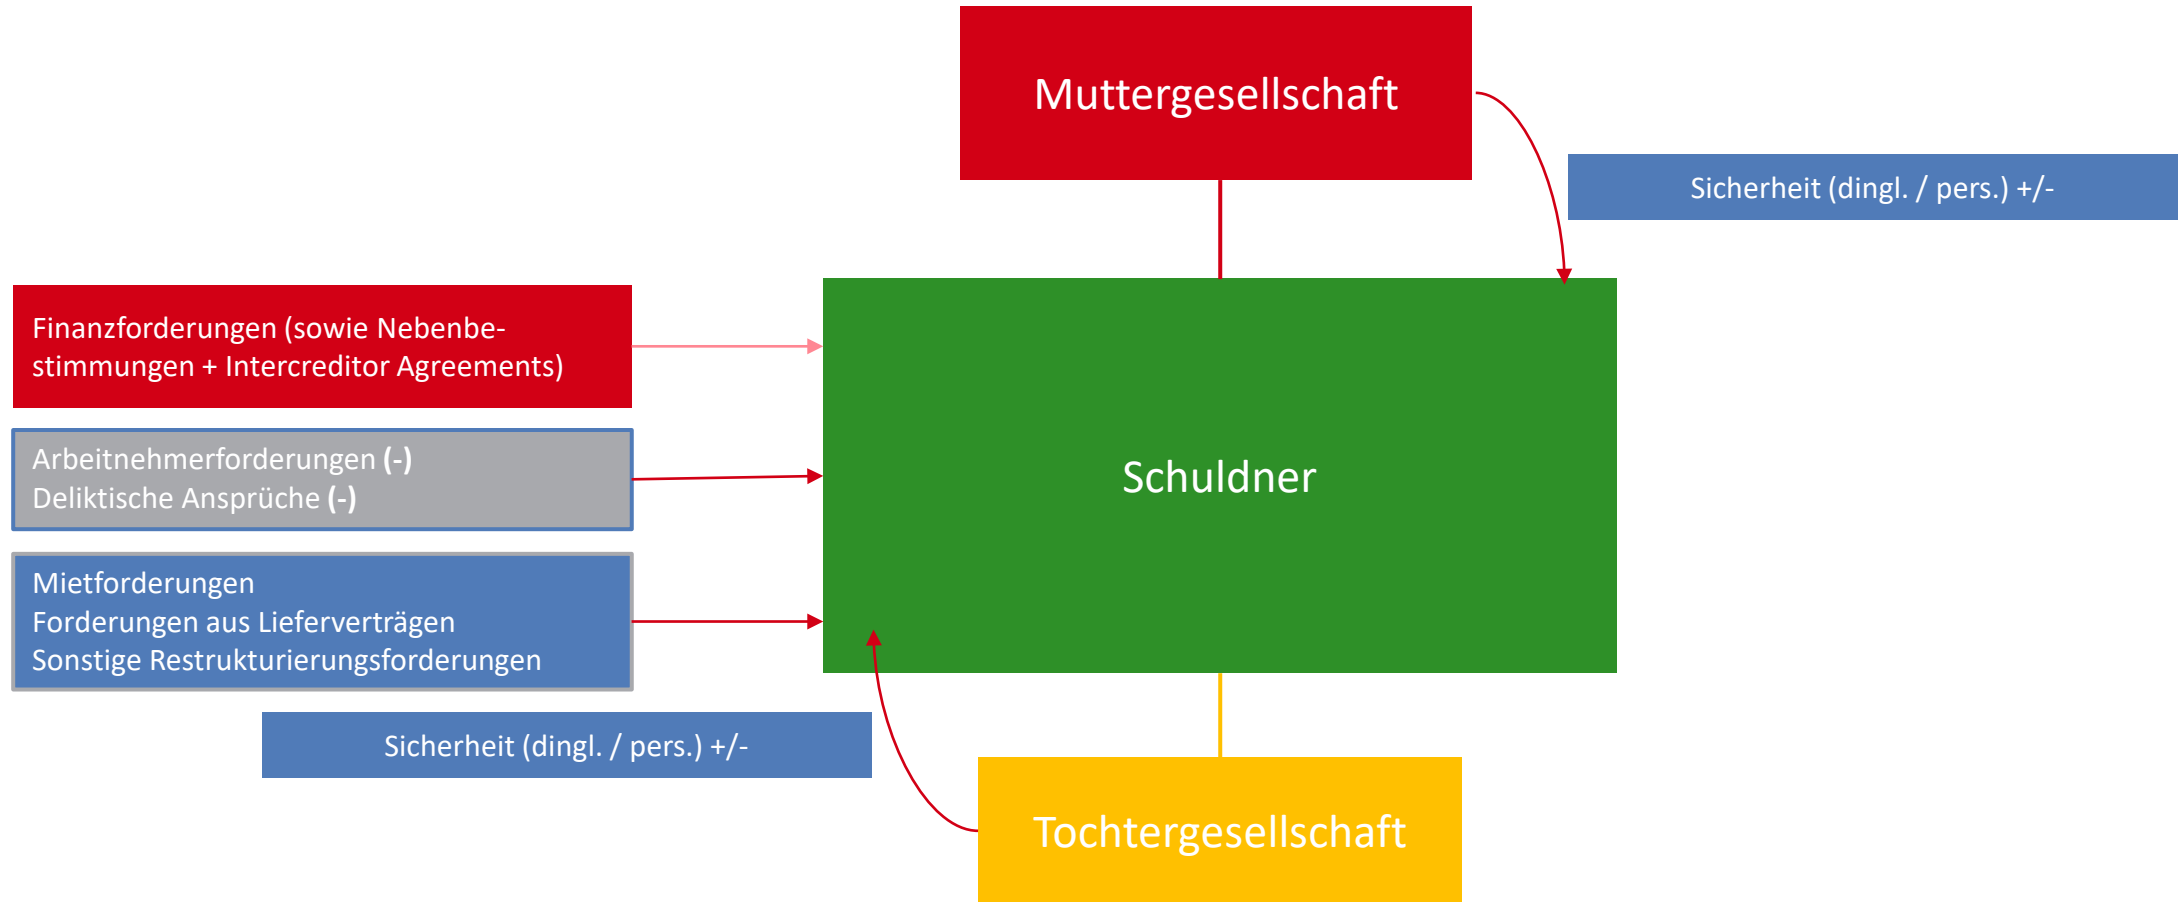 Muttergesellschaft
Sicherheit (dingl. / pers.) +/-
Finanzforderungen (sowie Nebenbe-
stimmungen + Intercreditor Agreements)
Arbeitnehmerforderungen (-)
Deliktische Ansprüche (-)
Schuldner
Mietforderungen
Forderungen aus Lieferverträgen
Sonstige Restrukturierungsforderungen
Sicherheit (dingl. / pers.) +/-
Tochtergesellschaft